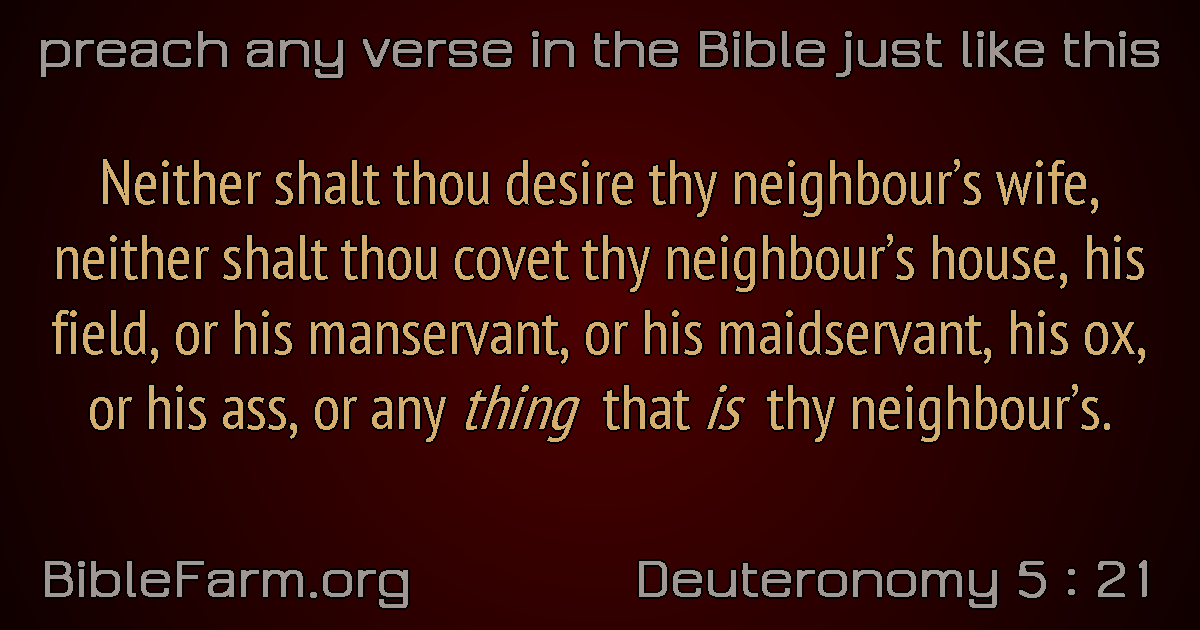 preach any verse in the Bible just like this
Neither shalt thou desire thy neighbour’s wife,
neither shalt thou covet thy neighbour’s house, his
field, or his manservant, or his maidservant, his ox,
or his ass, or any thing that is thy neighbour’s.
BibleFarm.org
Deuteronomy 5 : 21